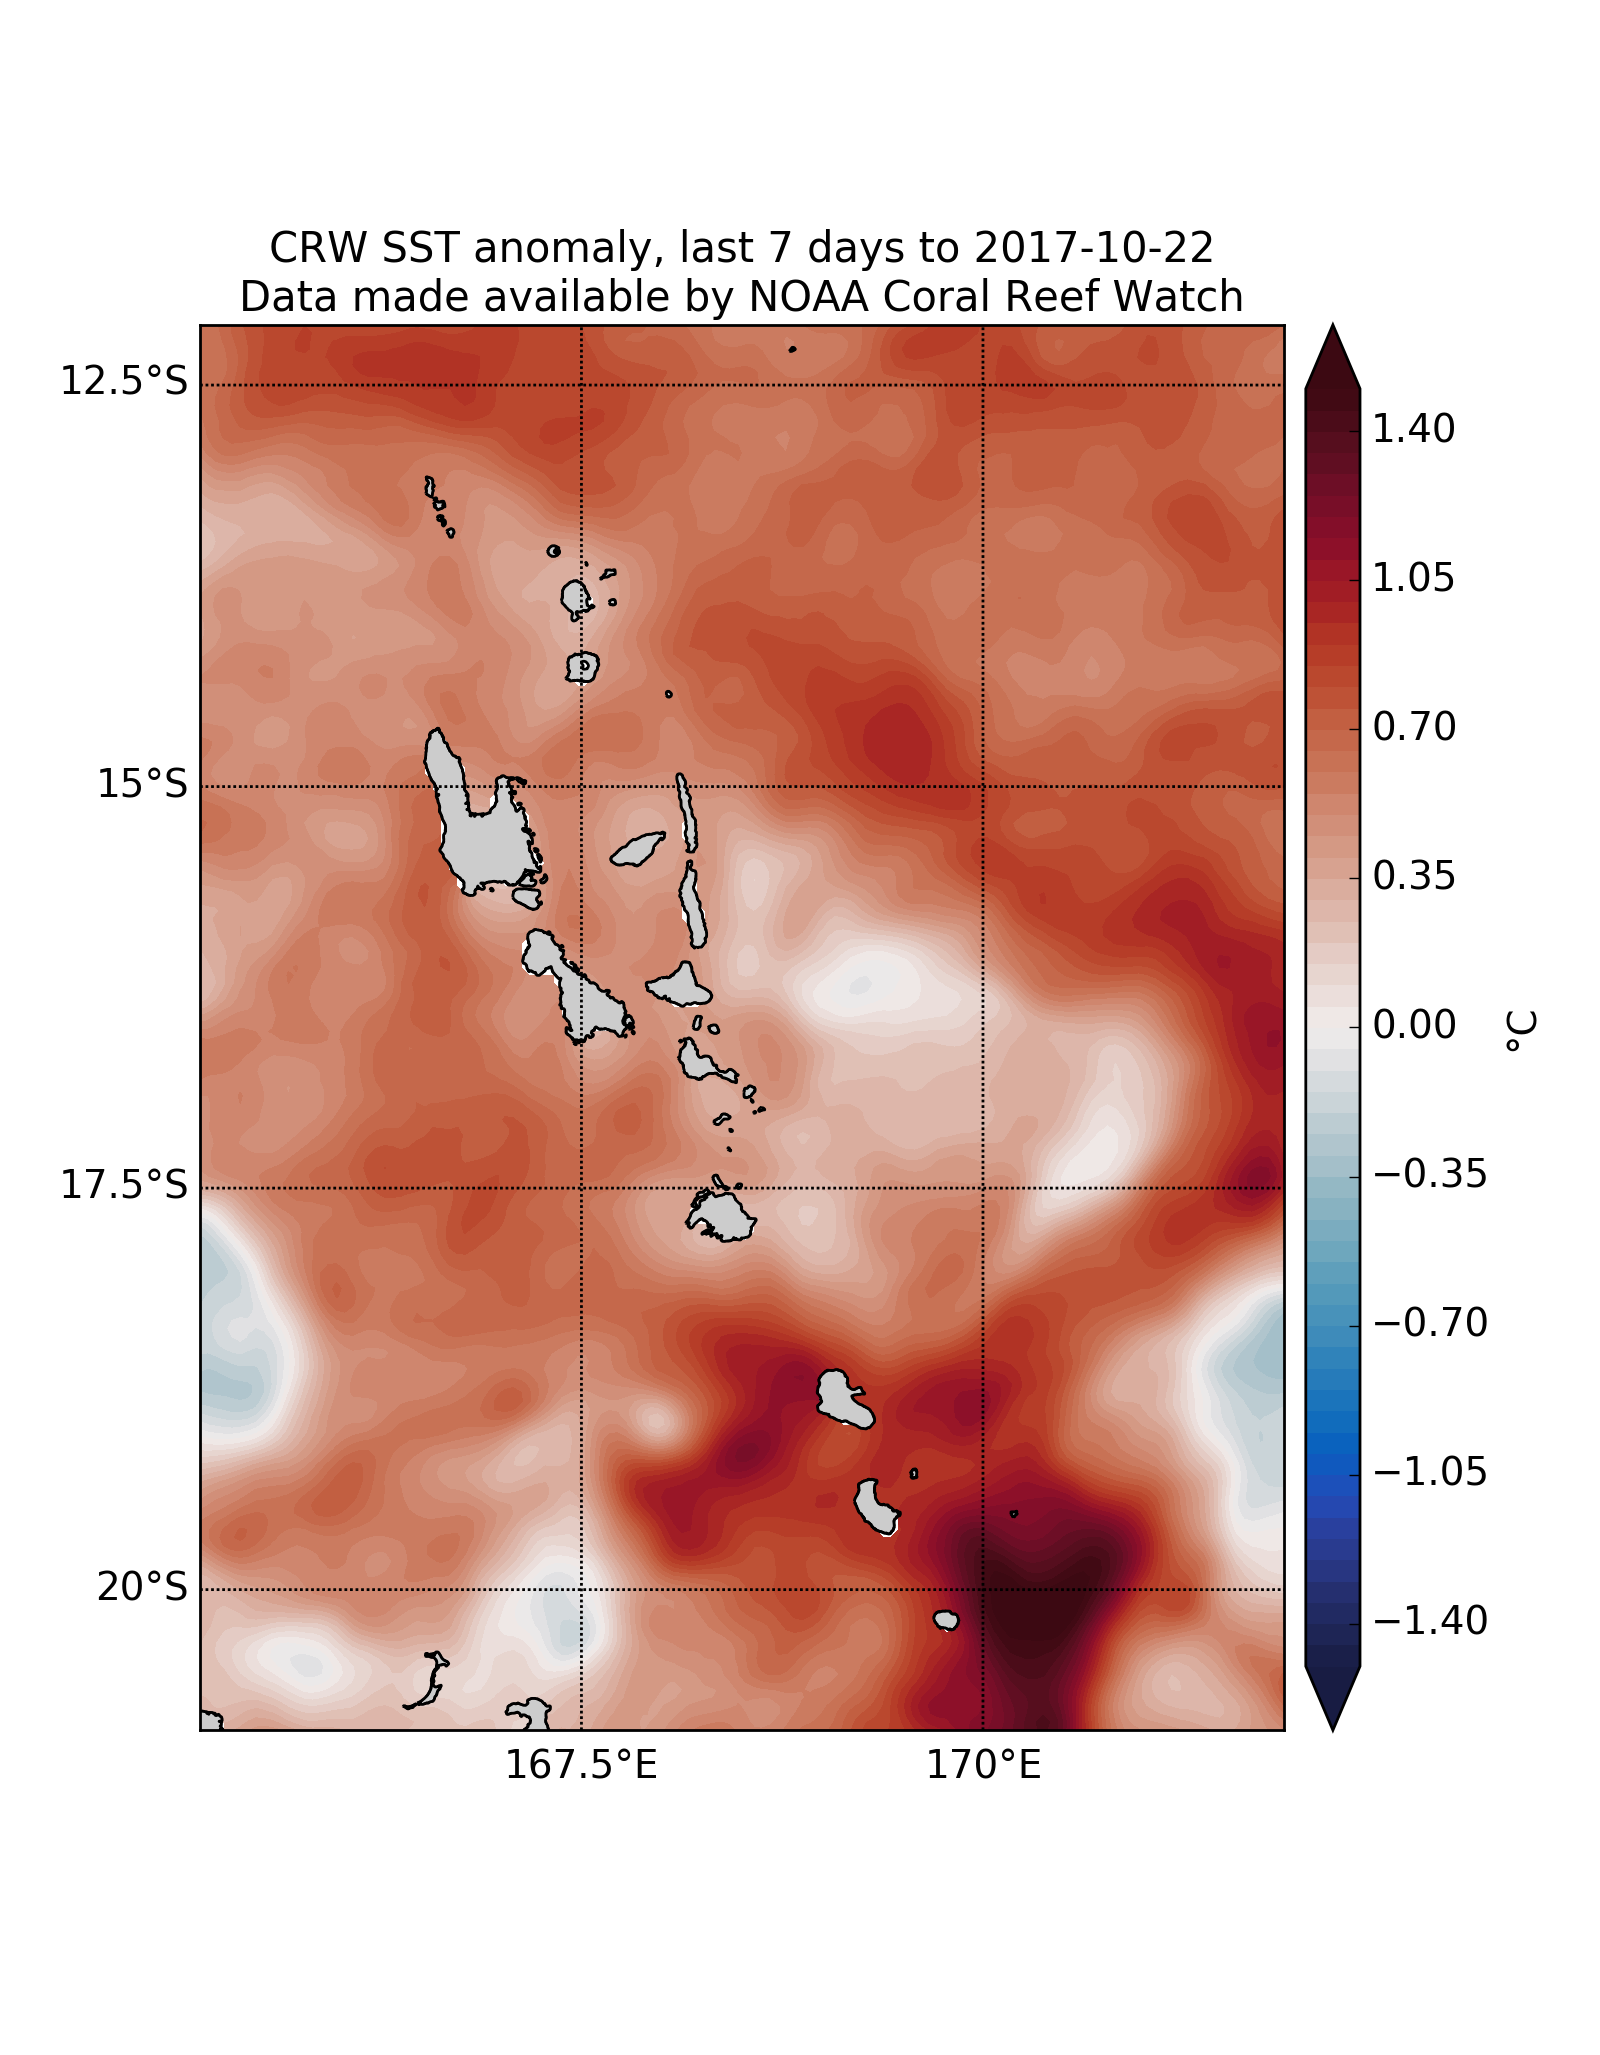 CRW SST anomaly, last 7 days to 2017-10-22
Data made available by NOAA Coral Reef Watch
12.5°S
15°S
17.5°S
20°S
167.5°E
170°E
1.40
1.05
0.70
0.35
0.00
−0.35
−0.70
−1.05
−1.40
°C